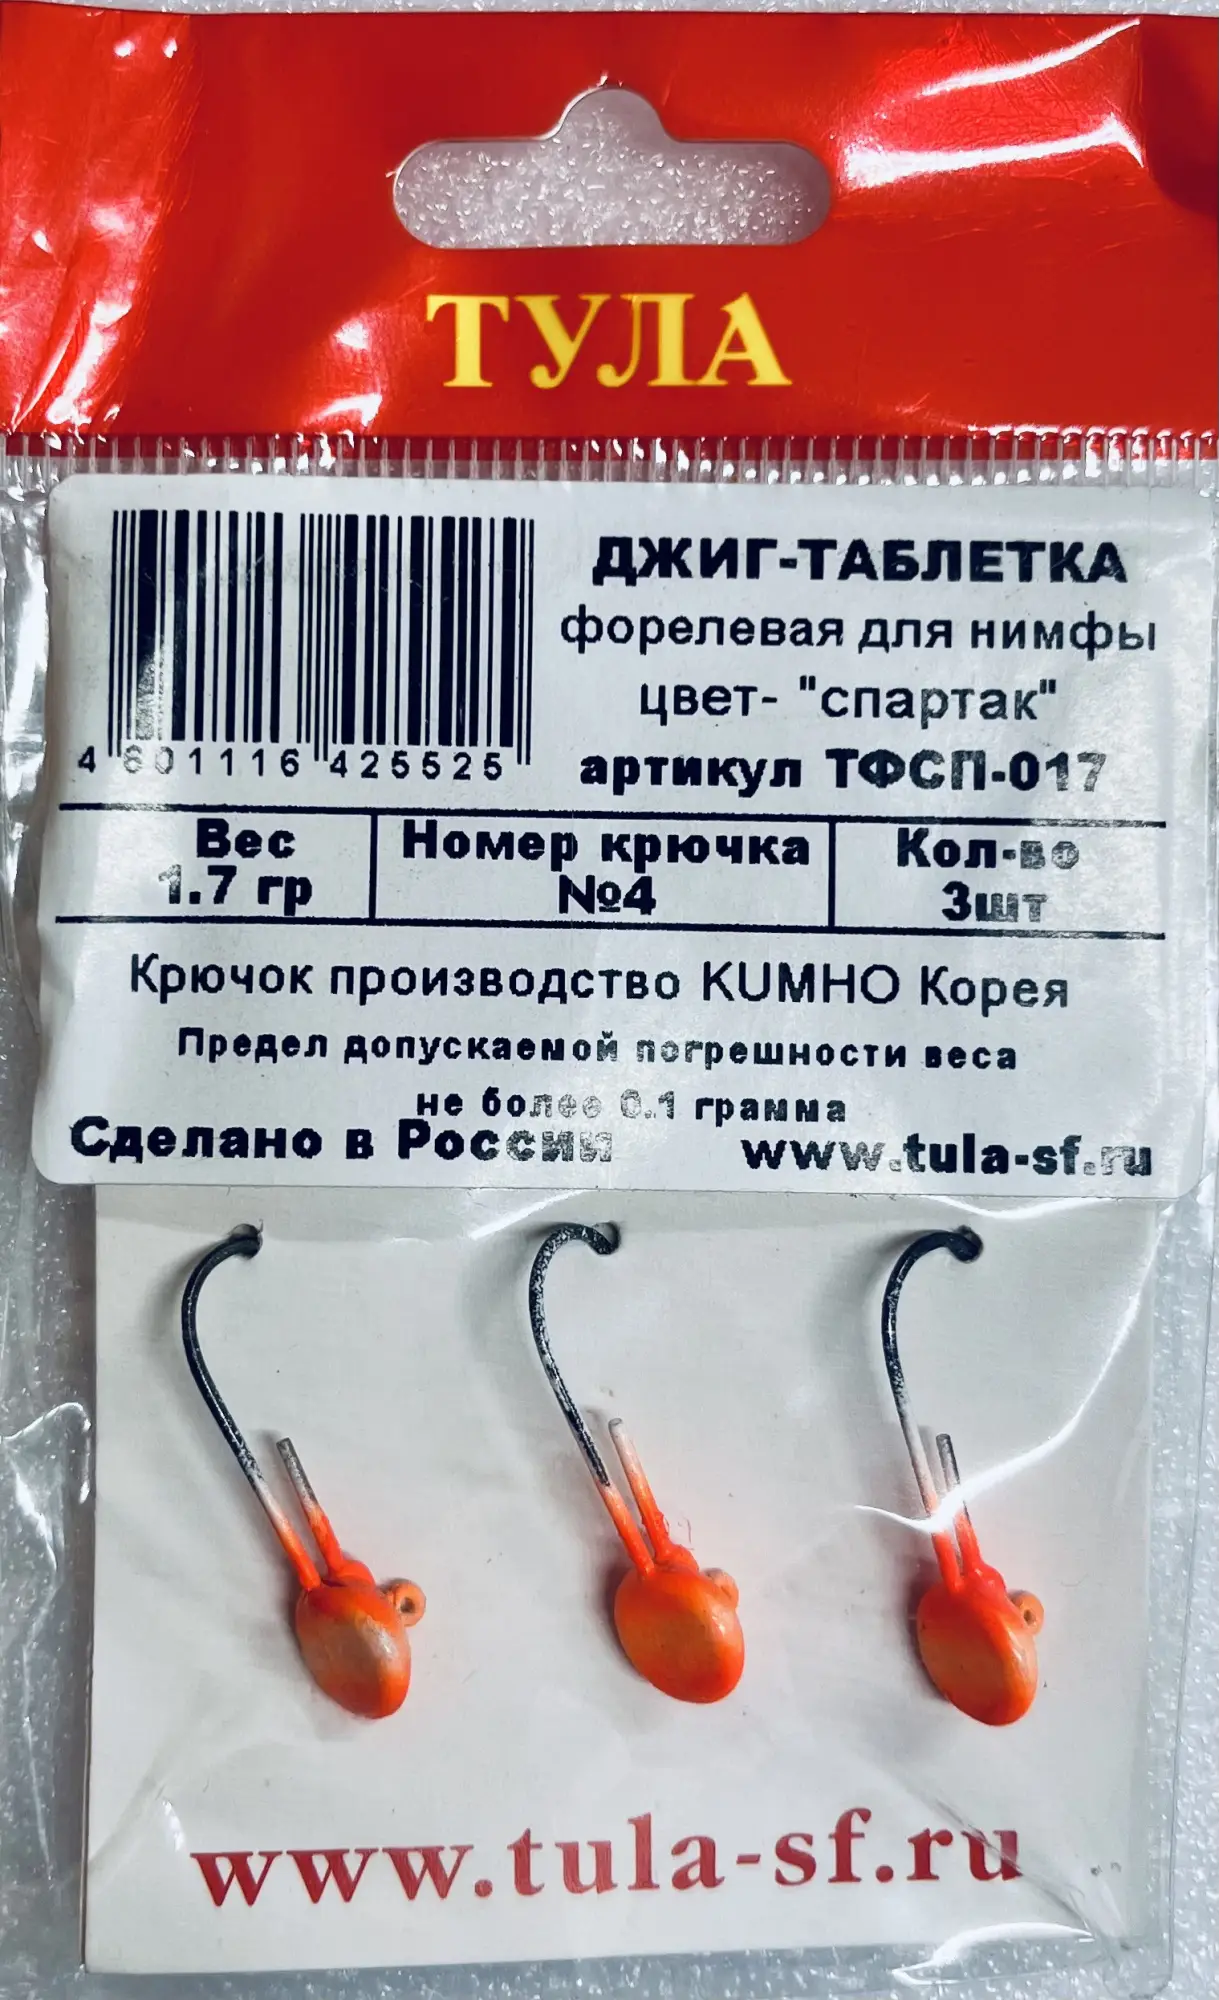 ТУЛА
ДЖИГ-ТАБЛЕТКА
форелевая для нимфы
цвет- "спартак"
артикул ТФСП-017
4 601116 425525
Вес
1.7 гр
Номер крючка
№4
Кол-во
3шт
Крючок производство KUMHO Корея
Предел допускаемой погрешности веса
не более 0.1 грамма
Сделано в России
www.tula-sf.ru
www.tula-sf.ru